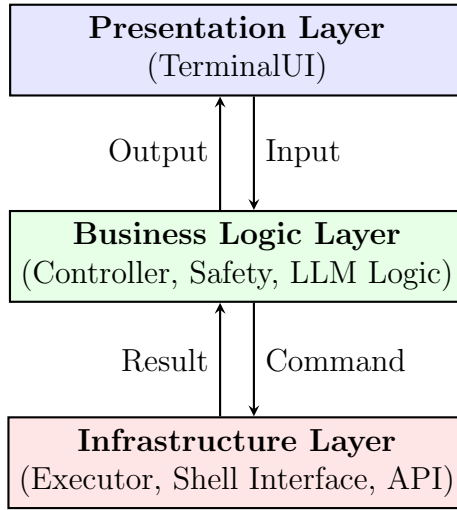 Presentation Layer
(TerminalUI)
Output
Input
Business Logic Layer
(Controller, Safety, LLM Logic)
Result
Command
Infrastructure Layer
(Executor, Shell Interface, API)